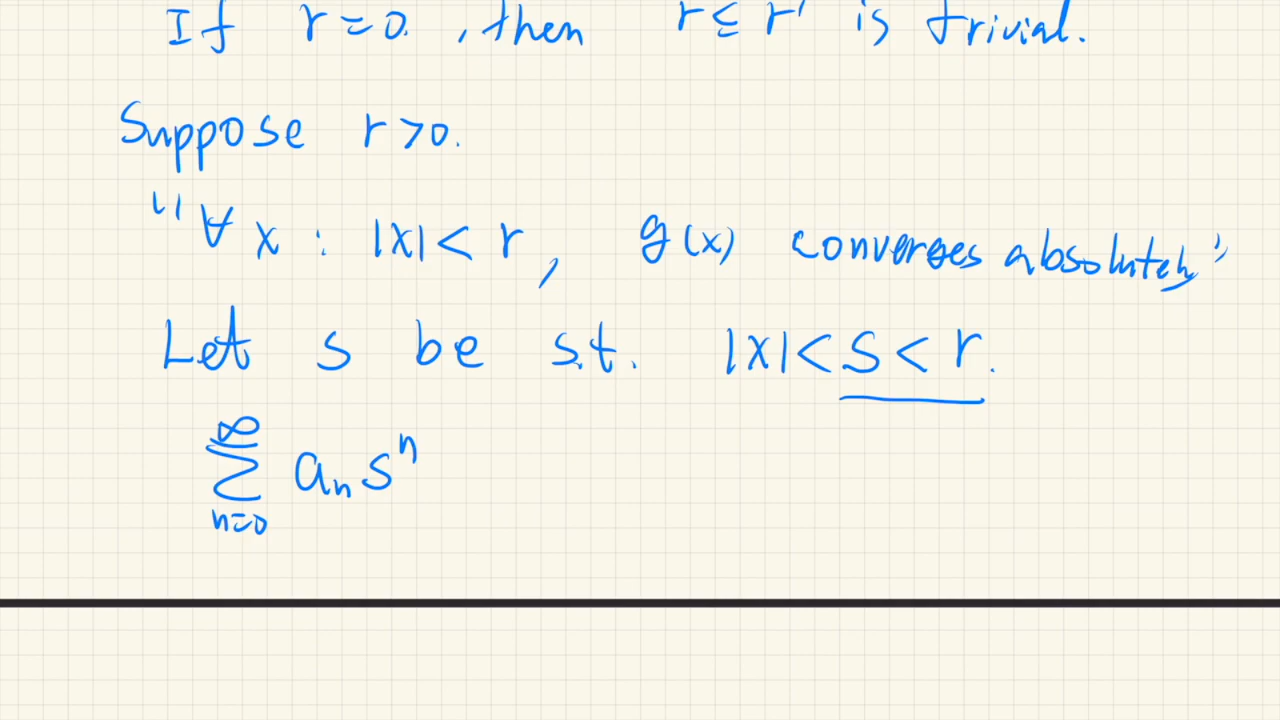 If r=0. , then r≤r' is trivial.
Suppose r>0.
"∀x : |x|<r, g(x) converges absolutely"
Let s be s.t. |x|<s<r.
∑_{n=0}^{∞} a_n s^n